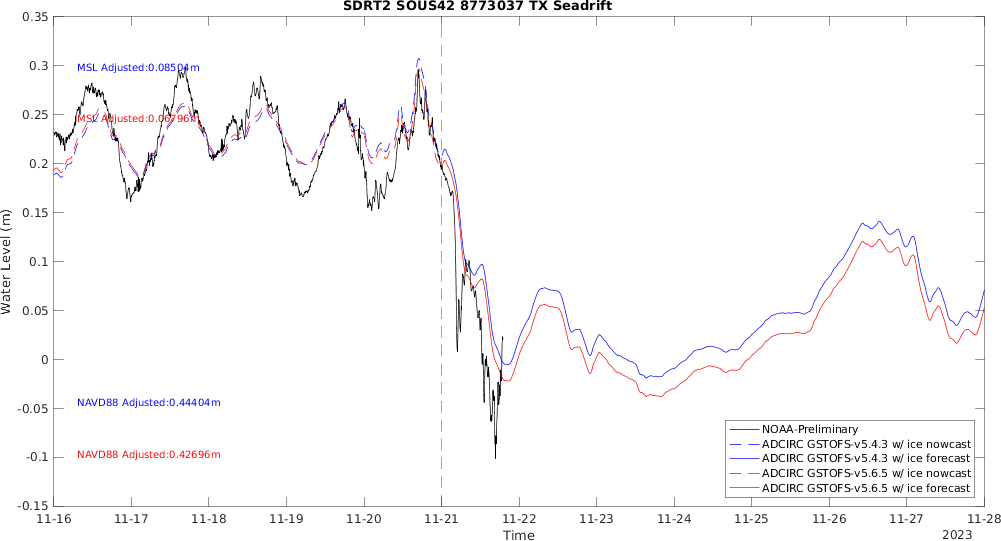 SDRT2 SOUS42 8773037 TX Seadrift
0.35
0.3
0.25
0.2
0.15
0.1
0.05
0
-0.05
-0.1
-0.15
Water Level (m)
MSL Adjusted:0.08504m
MSL Adjusted:0.06796m
NAVD88 Adjusted:0.44404m
NAVD88 Adjusted:0.42696m
NOAA-Preliminary
ADCIRC GSTOFS-v5.4.3 w/ ice nowcast
ADCIRC GSTOFS-v5.4.3 w/ ice forecast
ADCIRC GSTOFS-v5.6.5 w/ ice nowcast
ADCIRC GSTOFS-v5.6.5 w/ ice forecast
11-16 11-17 11-18 11-19 11-20 11-21 11-22 11-23 11-24 11-25 11-26 11-27 11-28
Time
2023